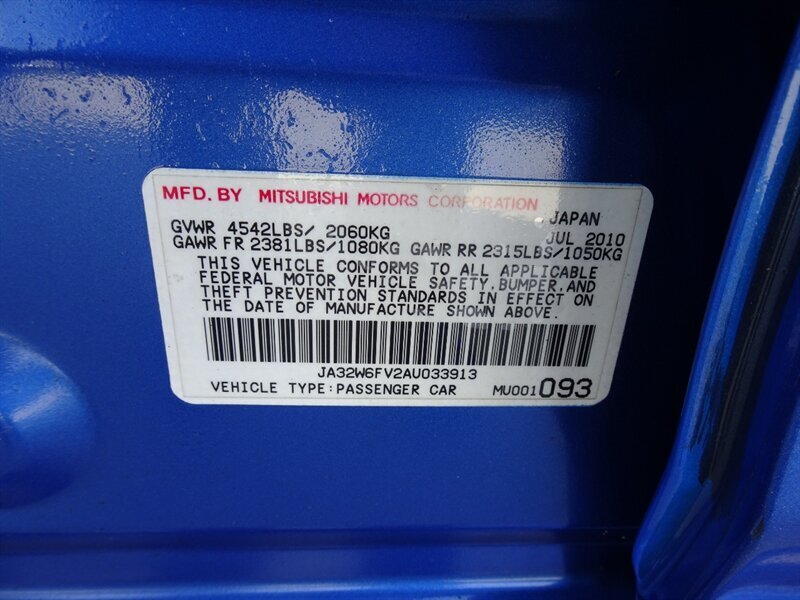 MFD. BY MITSUBISHI MOTORS CORPORATION
JAPAN
GVWR 4542LBS/ 2060KG JUL 2010
GAWR FR 2381LBS/1080KG GAWR RR 2315LBS/1050KG
THIS VEHICLE CONFORMS TO ALL APPLICABLE
FEDERAL MOTOR VEHICLE SAFETY,BUMPER,AND
THEFT PREVENTION STANDARDS IN EFFECT ON
THE DATE OF MANUFACTURE SHOWN ABOVE.
JA32W6FV2AU033913
VEHICLE TYPE:PASSENGER CAR MU001093